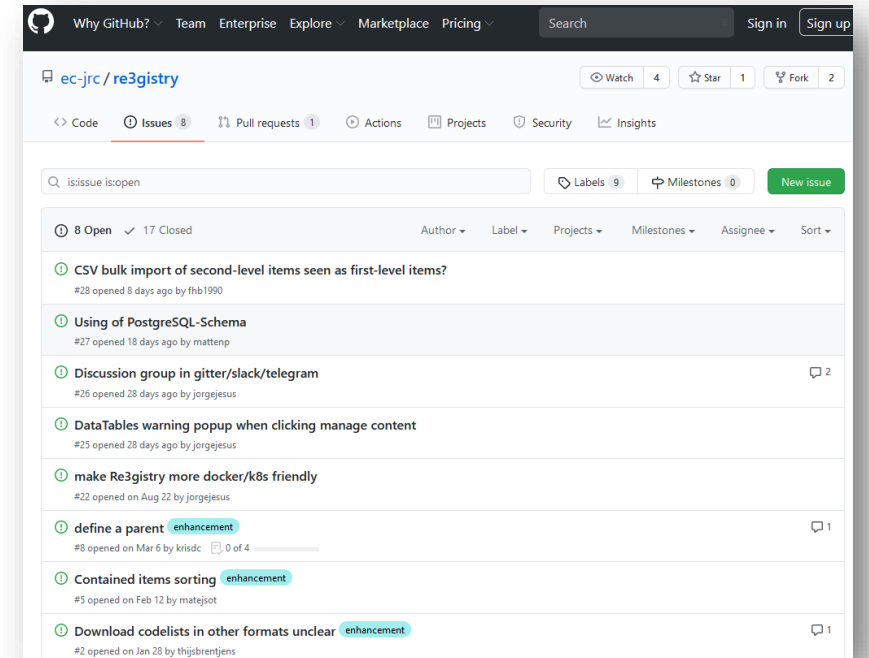 Why GitHub? Team Enterprise Explore Marketplace Pricing Search Sign in Sign up
ec-jrc / re3gistry Watch 4 Star 1 Fork 2
Code Issues 8 Pull requests 1 Actions Projects Security Insights
is:issue is:open Labels 9 Milestones 0 New issue
8 Open 17 Closed Author Label Projects Milestones Assignee Sort
CSV bulk import of second-level items seen as first-level items?
#28 opened 8 days ago by fhb1990
Using of PostgreSQL-Schema
#27 opened 18 days ago by mattenp
Discussion group in gitter/slack/telegram 2
#26 opened 28 days ago by jorgejesus
DataTables warning popup when clicking manage content
#25 opened 28 days ago by jorgejesus
make Re3gistry more docker/k8s friendly
#22 opened on Aug 22 by jorgejesus
define a parent enhancement 1
#8 opened on Mar 6 by krisdc 0 of 4
Contained items sorting enhancement
#5 opened on Feb 12 by matejsot
Download codelists in other formats unclear enhancement 1
#2 opened on Jan 28 by thijsbrentjens